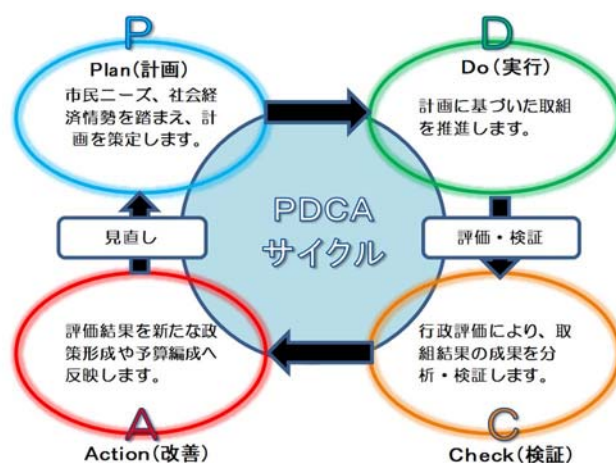 P
Plan(計画)
市民ニーズ、社会経
済情勢を踏まえ、計
画を策定します。
D
Do(実行)
計画に基づいた取組
を推進します。
PDCA
サイクル
見直し
評価・検証
評価結果を新たな政
策形成や予算編成へ
反映します。
A
Action(改善)
行政評価により、取
組結果の成果を分
析・検証します。
C
Check(検証)